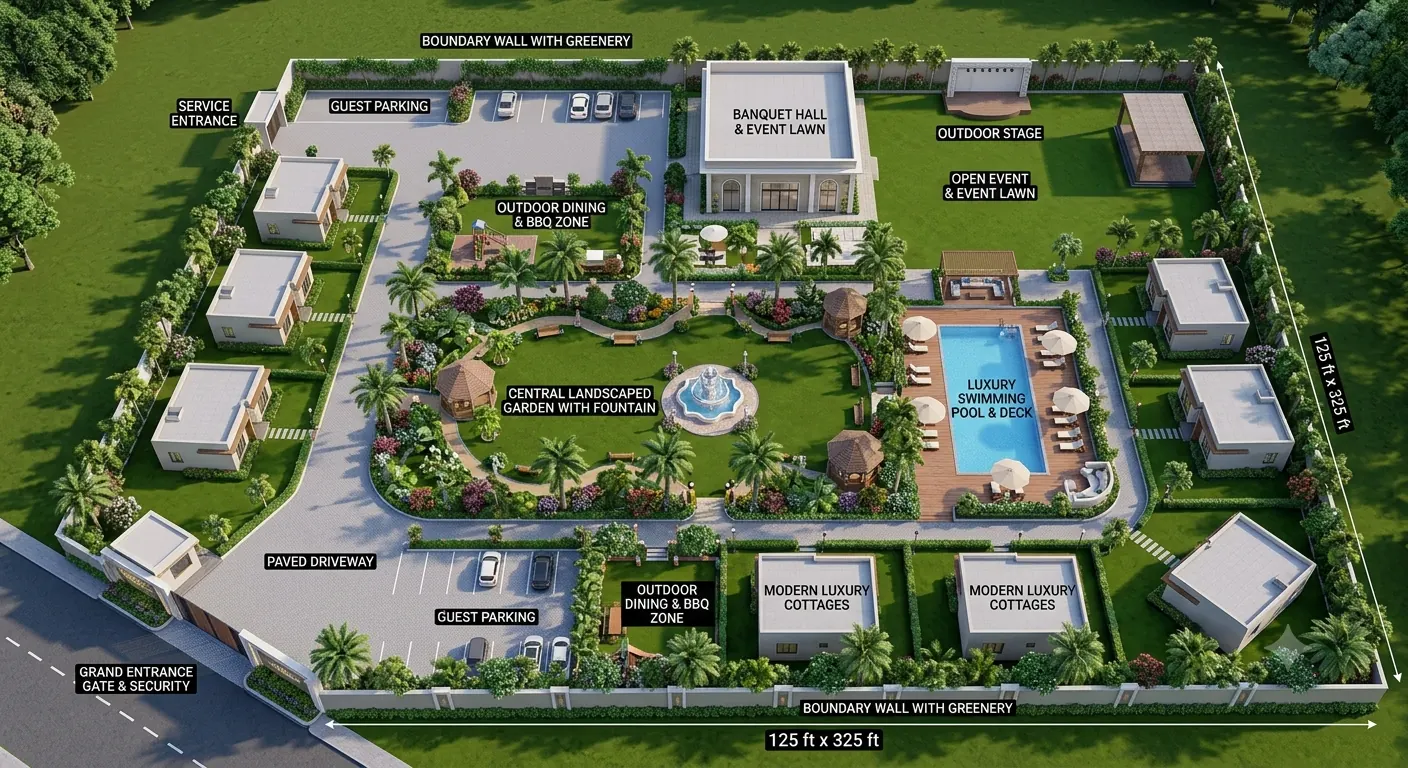 BOUNDARY WALL WITH GREENERY
SERVICE
ENTRANCE
GUEST PARKING
BANQUET HALL
& EVENT LAWN
OUTDOOR STAGE
OPEN EVENT
& EVENT LAWN
OUTDOOR DINING
& BBQ ZONE
125 ft x 325 ft
CENTRAL LANDSCAPED
GARDEN WITH FOUNTAIN
LUXURY
SWIMMING
POOL & DECK
PAVED DRIVEWAY
GUEST PARKING
OUTDOOR
DINING & BBQ
ZONE
MODERN LUXURY
COTTAGES
MODERN LUXURY
COTTAGES
GRAND ENTRANCE
GATE & SECURITY
BOUNDARY WALL WITH GREENERY
125 ft x 325 ft